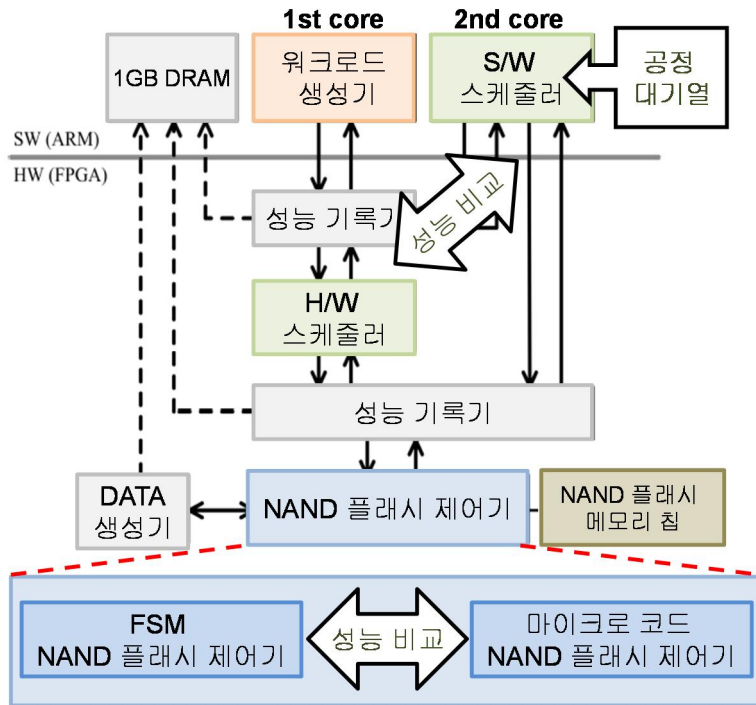 1st core
2nd core
1GB DRAM
워크로드
생성기
S/W
스케줄러
공정
대기열
SW (ARM)
HW (FPGA)
성능 기록기
성능 비교
H/W
스케줄러
성능 기록기
DATA
생성기
NAND 플래시 제어기
NAND 플래시
메모리 칩
FSM
NAND 플래시 제어기
성능 비교
마이크로 코드
NAND 플래시 제어기